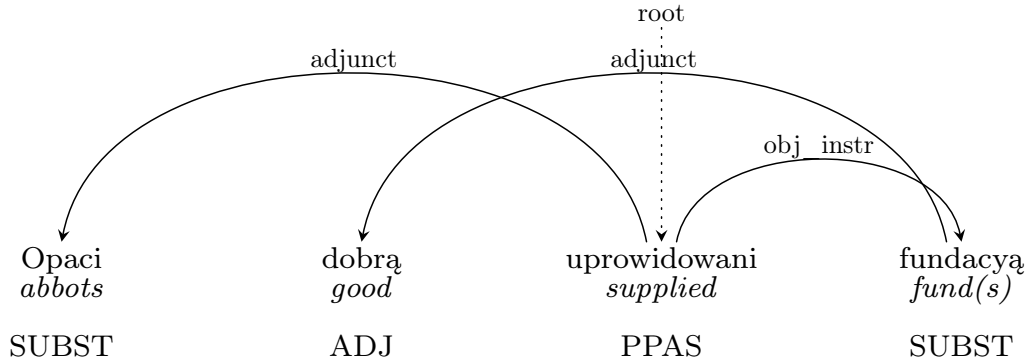 root
adjunct adjunct
obj_instr
Opaci dobrą uprowidowani fundacyą
abbots good supplied fund(s)
SUBST ADJ PPAS SUBST